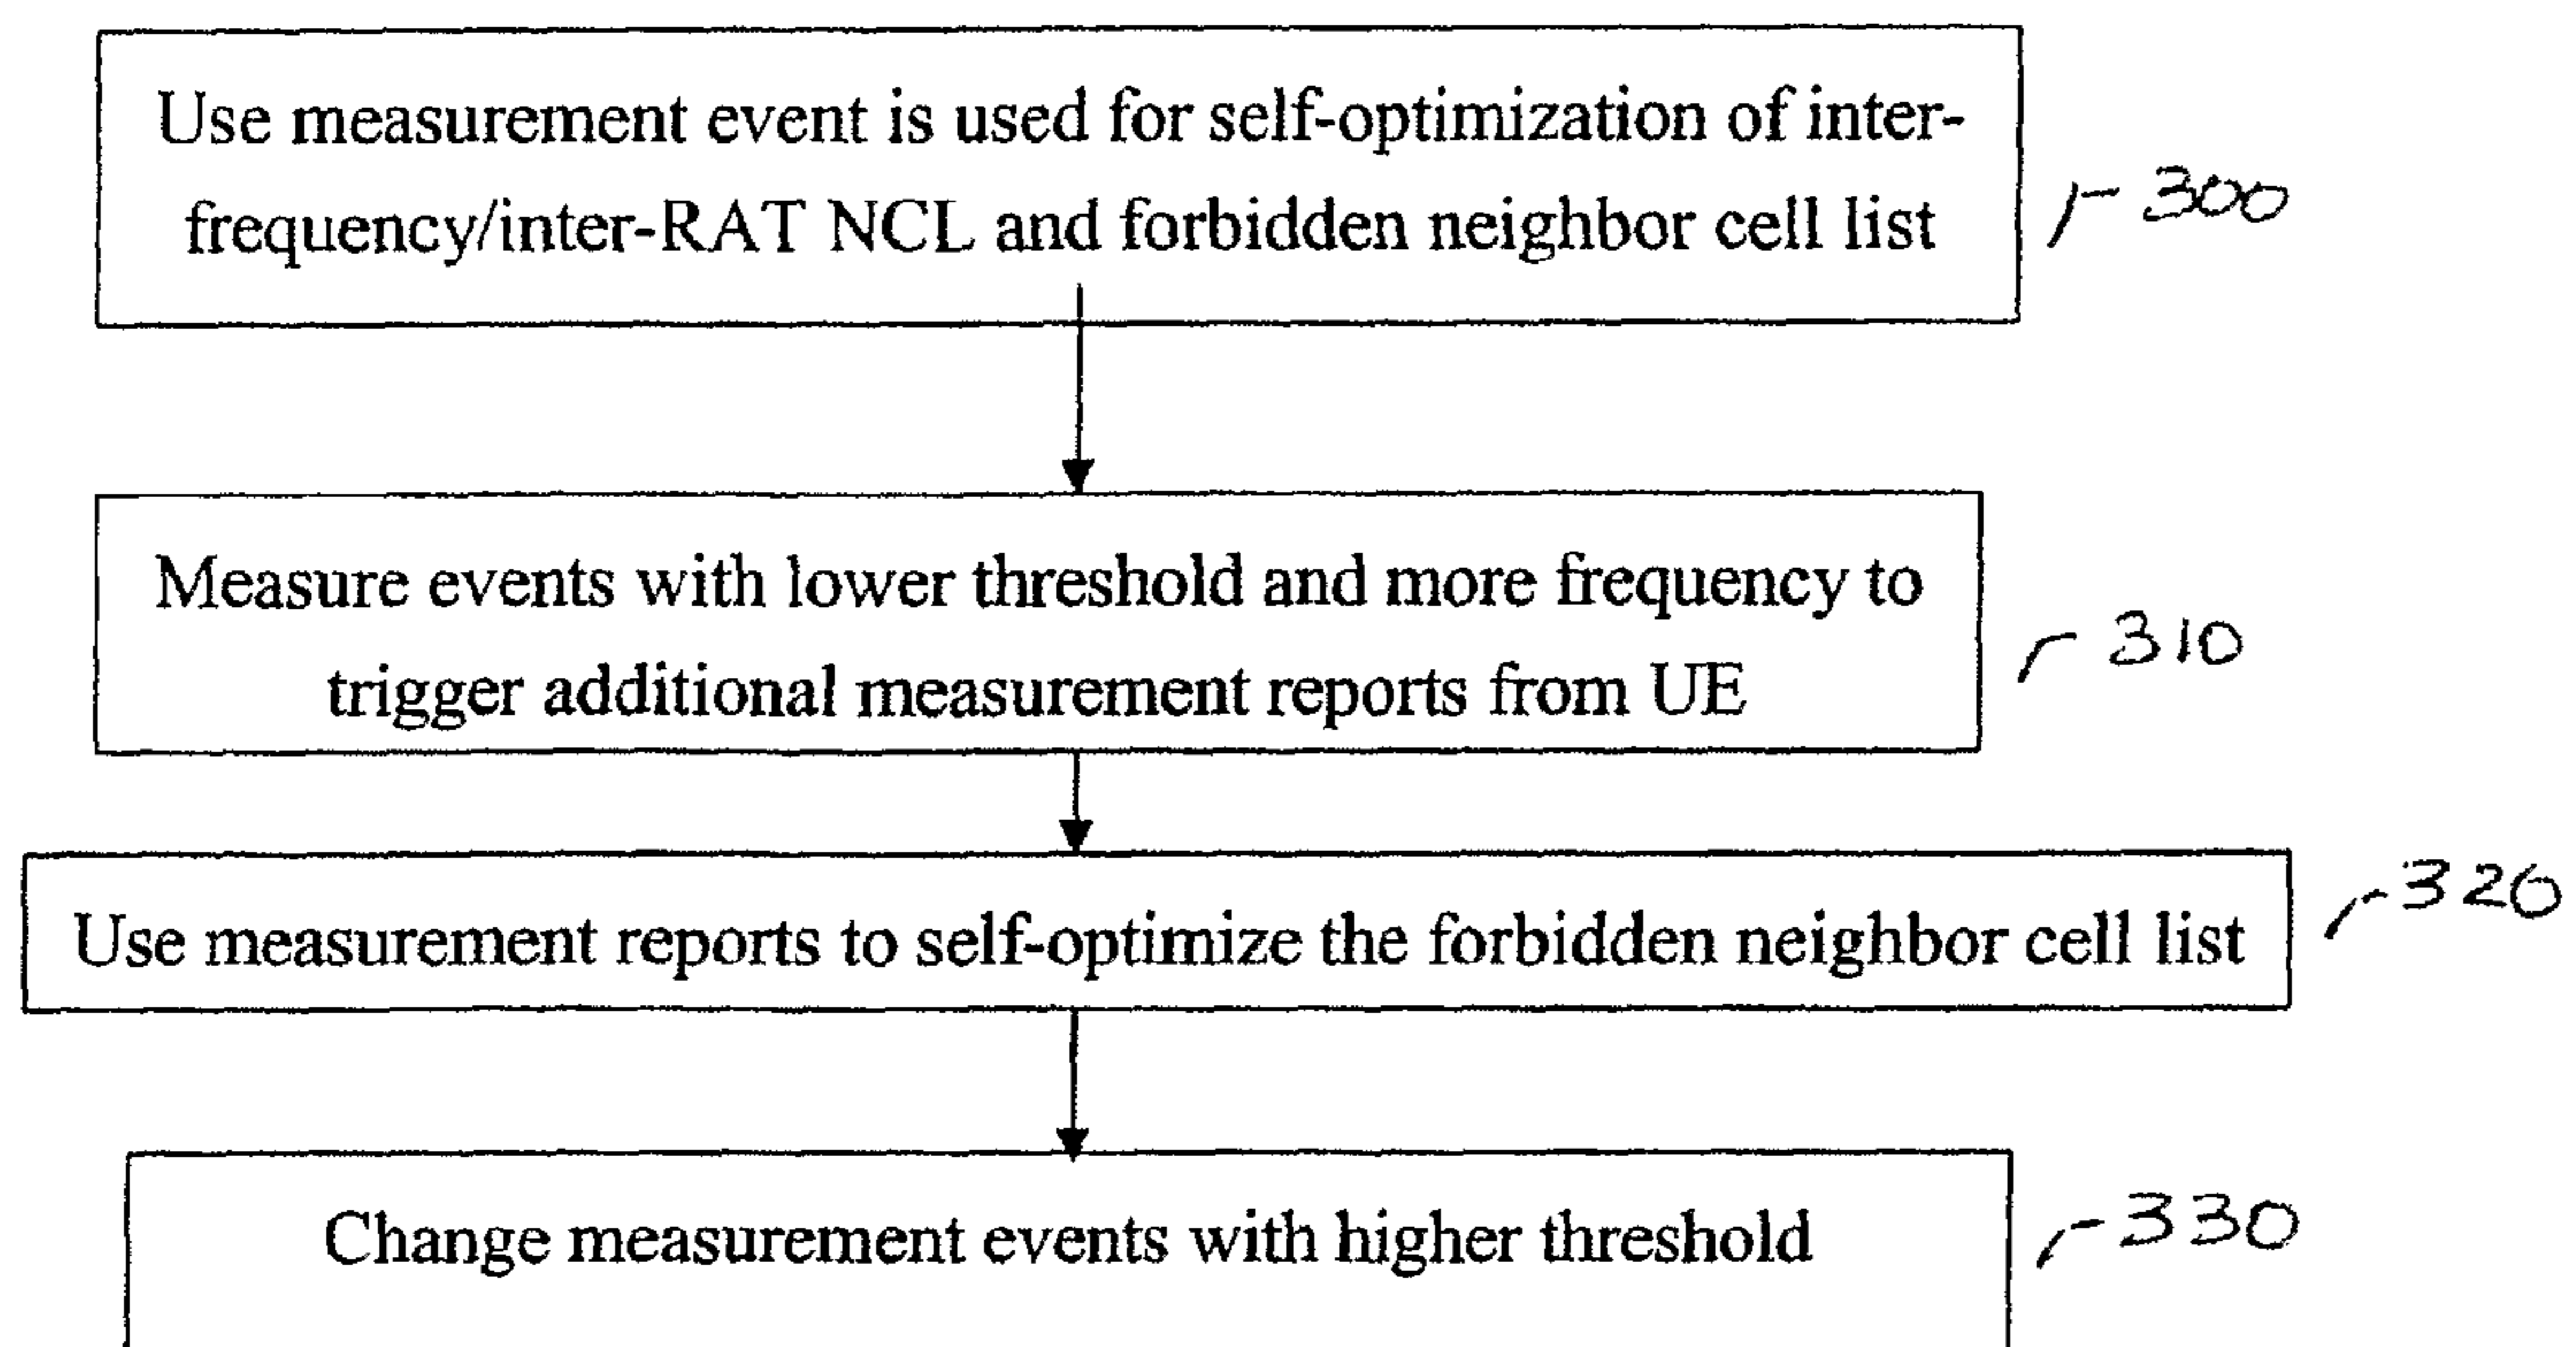 Use measurement event is used for self-optimization of inter-
frequency/inter-RAT NCL and forbidden neighbor cell list
300
Measure events with lower threshold and more frequency to
trigger additional measurement reports from UE
310
Use measurement reports to self-optimize the forbidden neighbor cell list
320
Change measurement events with higher threshold
330